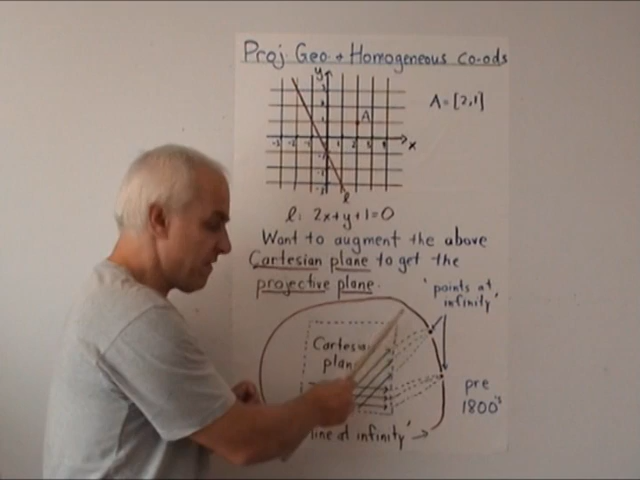 Proj. Geo. + Homogeneous co-ods
y
A
A = [2,1]
x
l
l: 2x+y+1=0
Want to augment the above
Cartesian plane to get the
projective plane.
'points at
infinity'
Cartesian
plane
pre
1800's
line at infinity'